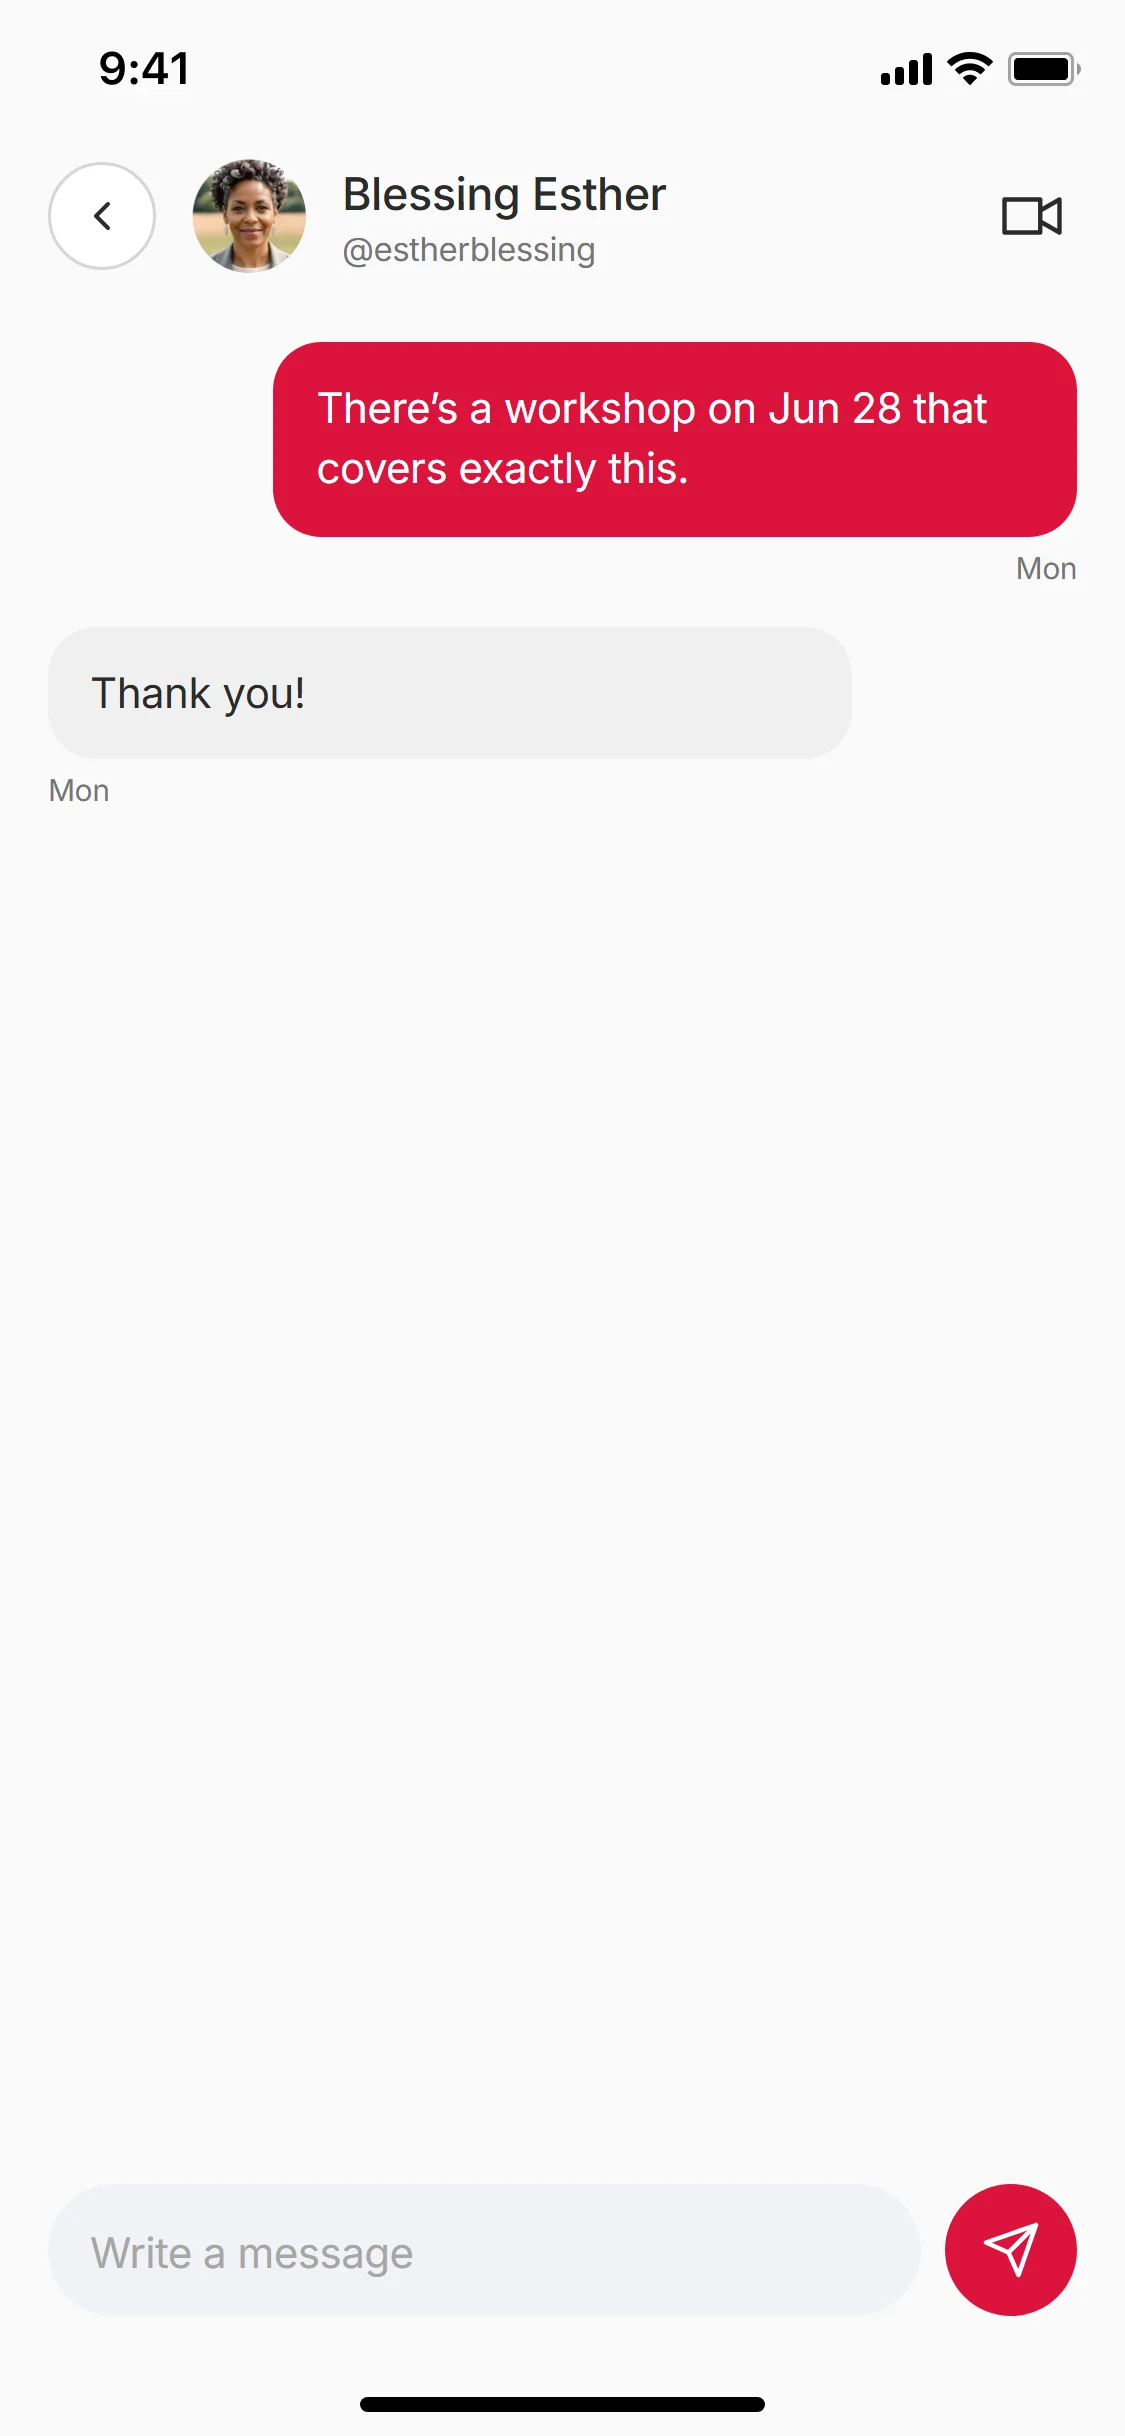 9:41
Blessing Esther
@estherblessing
There’s a workshop on Jun 28 that
covers exactly this.
Mon
Thank you!
Mon
Write a message